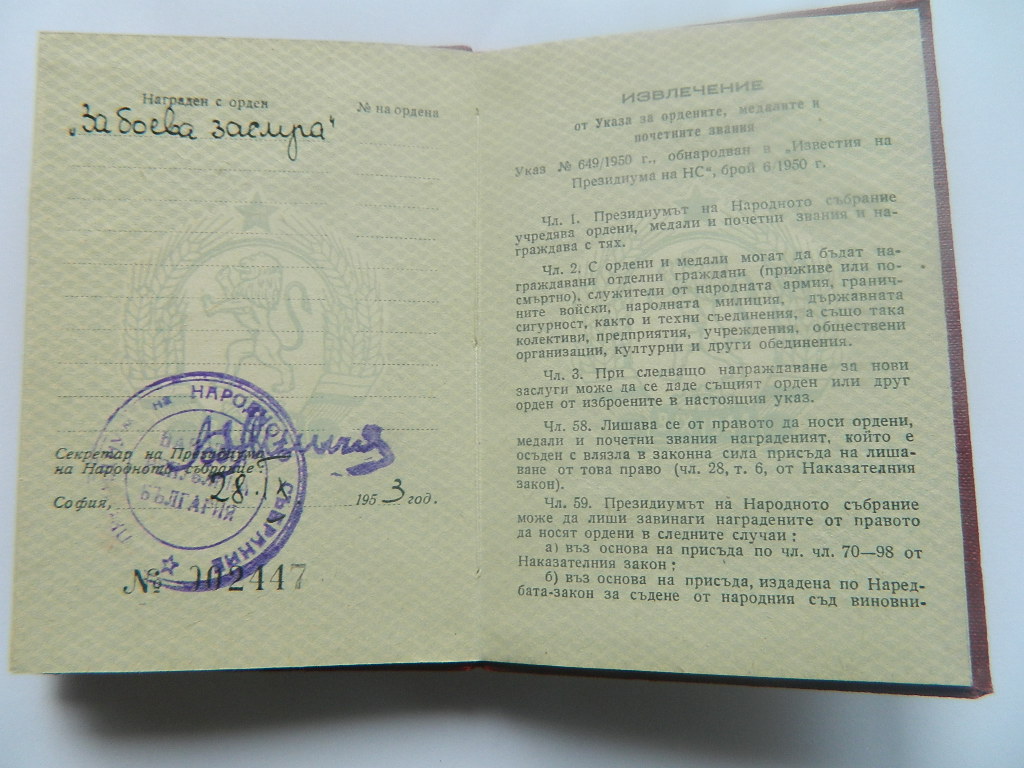 Награден с орден
№ на ордена
„За боева заслуга“
Секретар на Президиума
на Народното събрание:
НАРОДНО СЪБРАНИЕ
на
НАРОДНА
РЕПУБЛИКА
БЪЛГАРИЯ
28. X
София, 1953 год.
№ 002447
ИЗВЛЕЧЕНИЕ
от Указа за ордените, медалите и
почетните звания
Указ № 649/1950 г., обнародван в „Известия на
Президиума на НС“, брой 6/1950 г.
Чл. 1. Президиумът на Народното събрание
учредява ордени, медали и почетни звания и на-
граждава с тях.
Чл. 2. С ордени и медали могат да бъдат на-
граждавани отделни граждани (приживе или по-
смъртно), служители от народната армия, гранич-
ните войски, народната милиция, държавната
сигурност, както и техни съединения, а също така
колективи, предприятия, учреждения, обществени
организации, културни и други обединения.
Чл. 3. При следващо награждаване за нови
заслуги може да се даде същият орден или друг
орден от изброените в настоящия указ.
Чл. 58. Лишава се от правото да носи ордени,
медали и почетни звания награденият, който е
осъден с влязла в законна сила присъда на лиша-
ване от това право (чл. 28, т. 6, от Наказателния
закон).
Чл. 59. Президиумът на Народното събрание
може да лиши завинаги наградените от правото
да носят ордени в следните случаи:
а) въз основа на присъда по чл. чл. 70—98 от
Наказателния закон;
б) въз основа на присъда, издадена по Наред-
бата-закон за съдене от народния съд виновни-